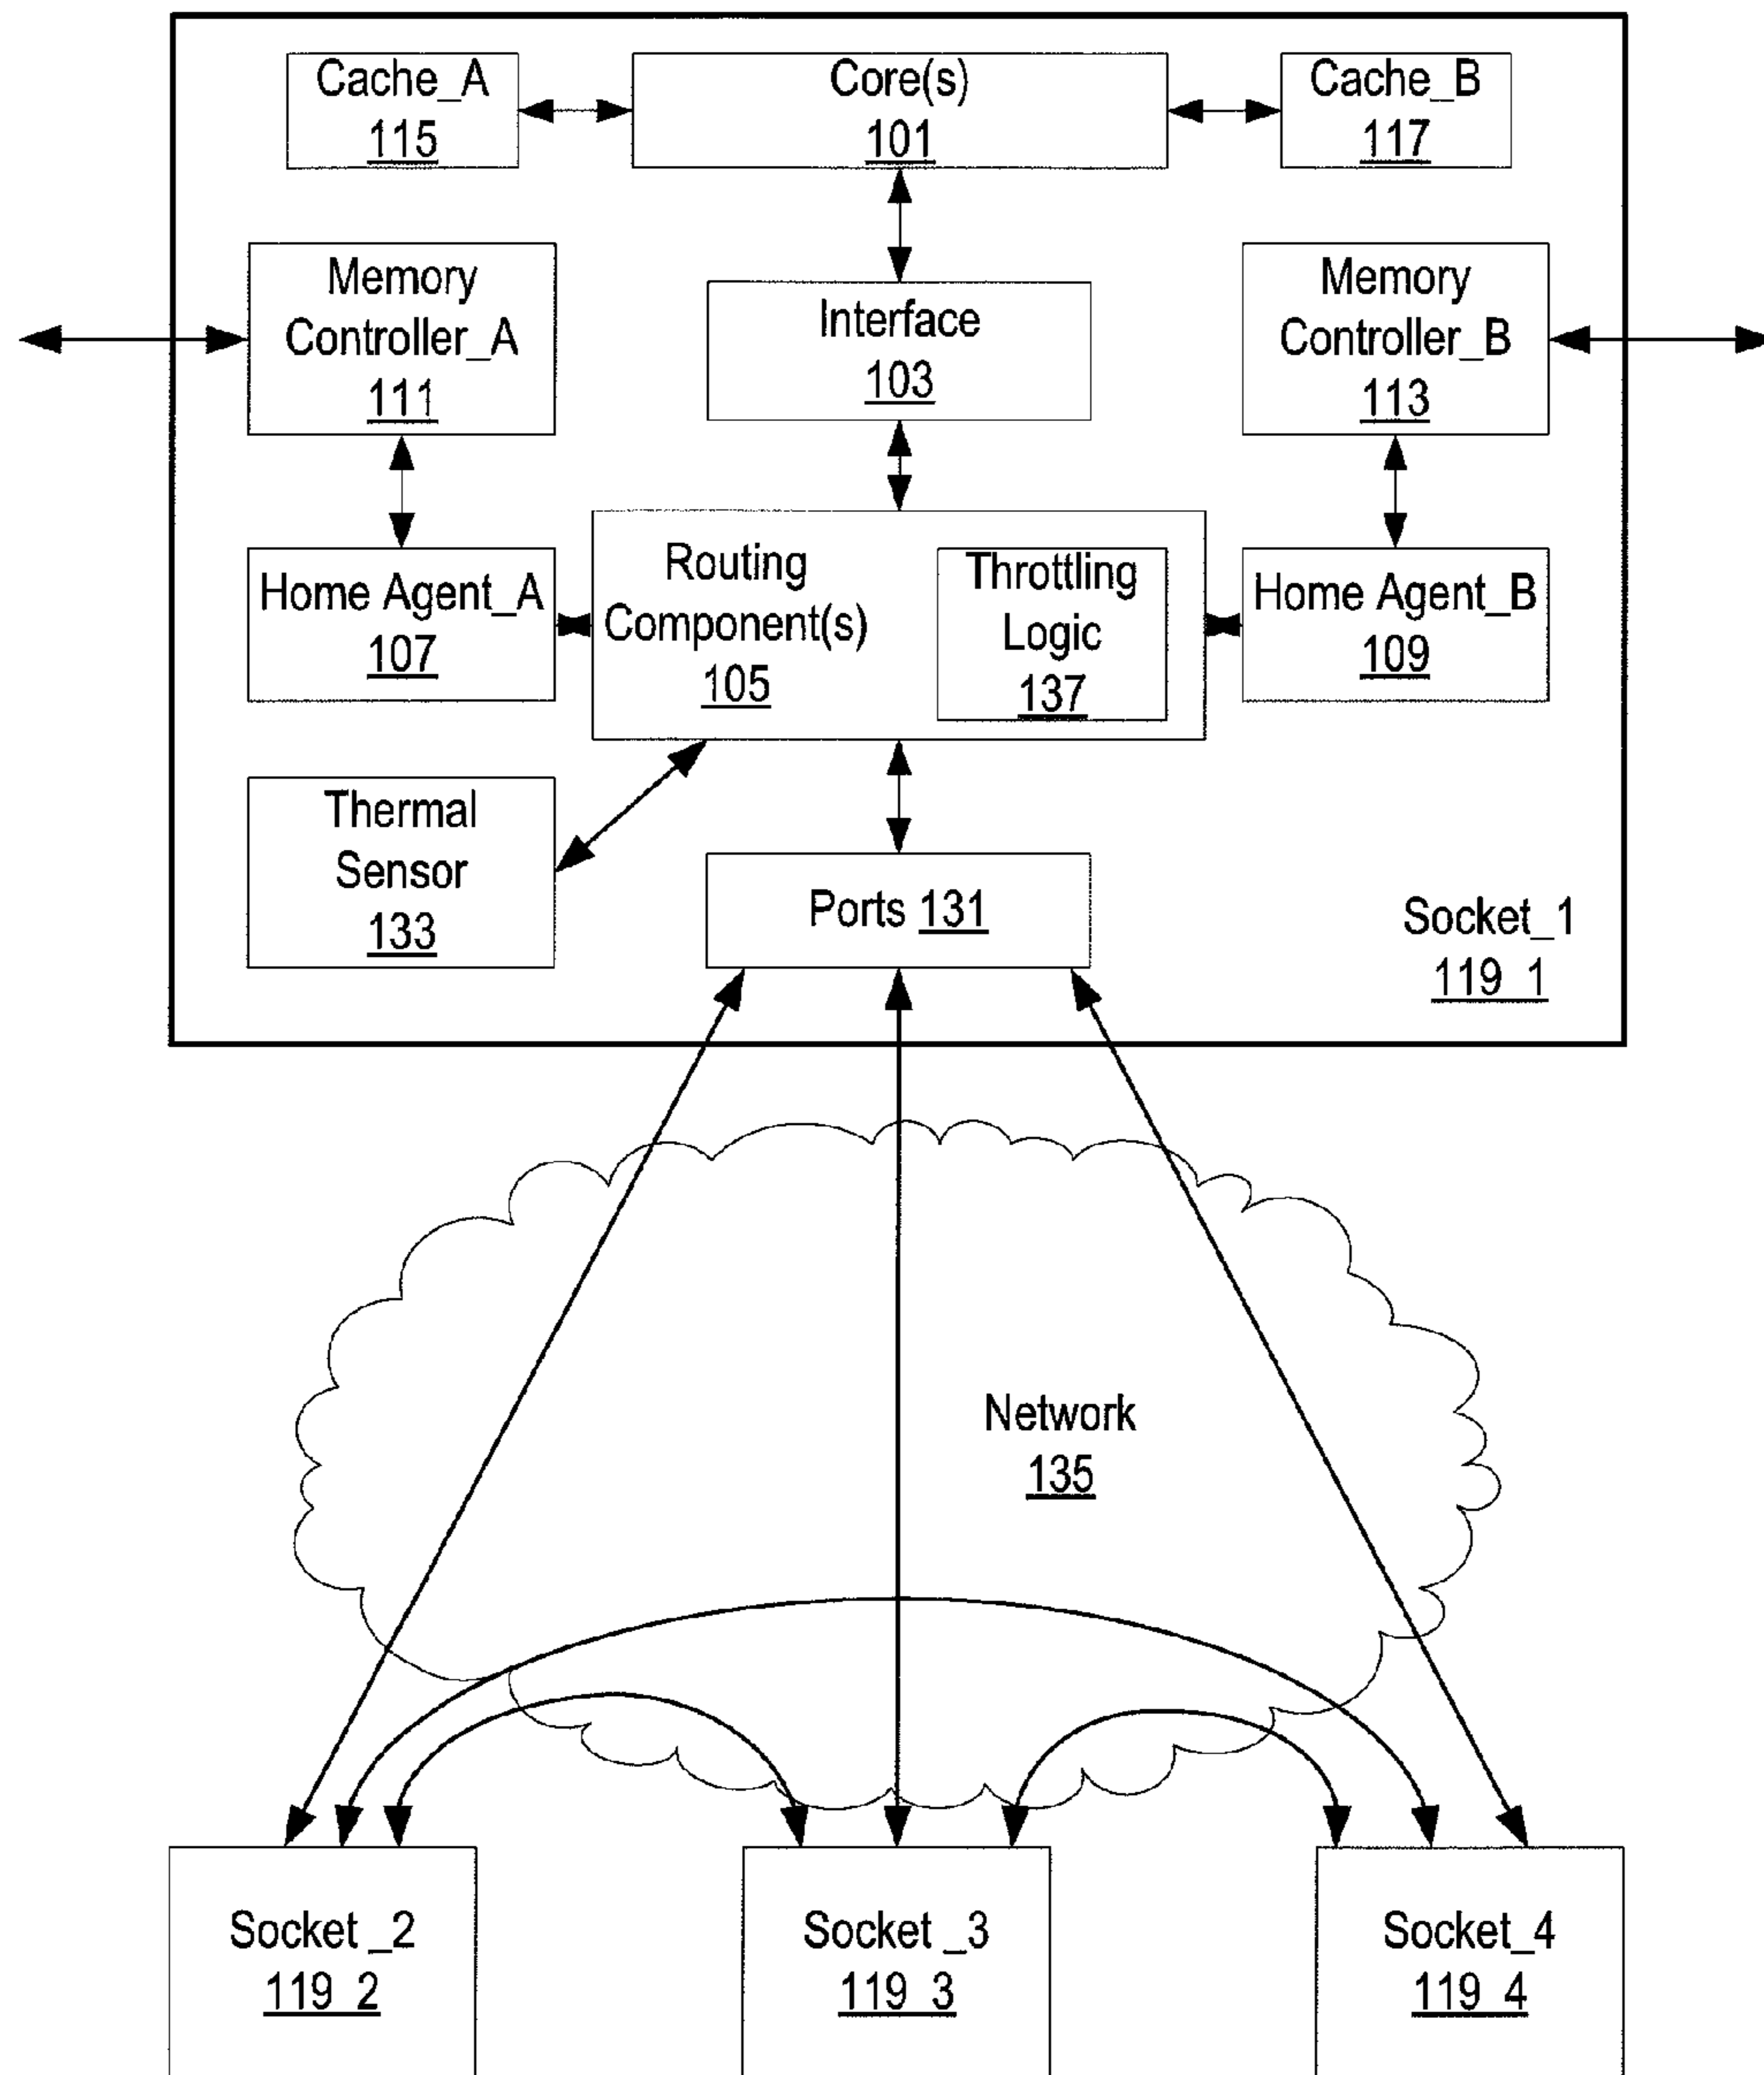 Cache_A
115
Core(s)
101
Cache_B
117
Memory
Controller_A
111
Interface
103
Memory
Controller_B
113
Home Agent_A
107
Routing
Component(s)
105
Throttling
Logic
137
Home Agent_B
109
Thermal
Sensor
133
Ports 131
Socket_1
119_1
Network
135
Socket _2
119_2
Socket _3
119_3
Socket_4
119_4